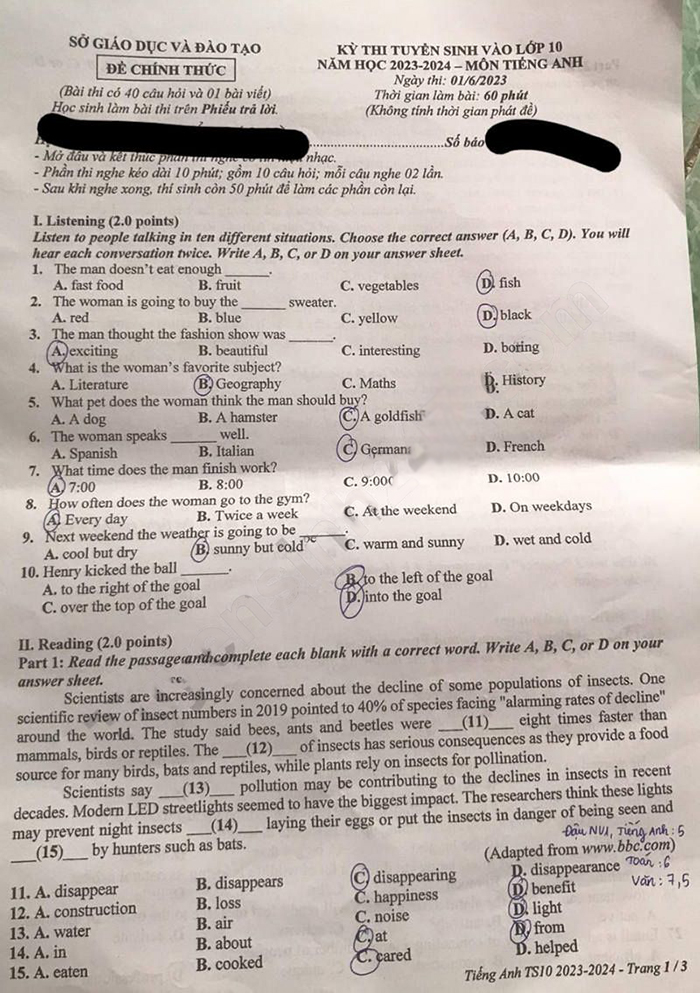 SỞ GIÁO DỤC VÀ ĐÀO TẠO
ĐỀ CHÍNH THỨC
(Bài thi có 40 câu hỏi và 01 bài viết)
Học sinh làm bài thi trên Phiếu trả lời.
KỲ THI TUYỂN SINH VÀO LỚP 10
NĂM HỌC 2023-2024 – MÔN TIẾNG ANH
Ngày thi: 01/6/2023
Thời gian làm bài: 60 phút
(Không tính thời gian phát đề)
Số báo
- Mở đầu và kết thúc phần thi nghe có nhạc.
- Phần thi nghe kéo dài 10 phút; gồm 10 câu hỏi; mỗi câu nghe 02 lần.
- Sau khi nghe xong, thí sinh còn 50 phút để làm các phần còn lại.
I. Listening (2.0 points)
Listen to people talking in ten different situations. Choose the correct answer (A, B, C, D). You will
hear each conversation twice. Write A, B, C, or D on your answer sheet.
1. The man doesn't eat enough ______.
A. fast food B. fruit C. vegetables D. fish
2. The woman is going to buy the ______ sweater.
A. red B. blue C. yellow D. black
3. The man thought the fashion show was ______.
A. exciting B. beautiful C. interesting D. boring
4. What is the woman's favorite subject?
A. Literature B. Geography C. Maths D. History
5. What pet does the woman think the man should buy?
A. A dog B. A hamster C. A goldfish D. A cat
6. The woman speaks ______ well.
A. Spanish B. Italian C. German D. French
7. What time does the man finish work?
A. 7:00 B. 8:00 C. 9:00 D. 10:00
8. How often does the woman go to the gym?
A. Every day B. Twice a week C. At the weekend D. On weekdays
9. Next weekend the weather is going to be ______.
A. cool but dry B. sunny but cold C. warm and sunny D. wet and cold
10. Henry kicked the ball ______.
A. to the right of the goal B. to the left of the goal
C. over the top of the goal D. into the goal
II. Reading (2.0 points)
Part 1: Read the passage and complete each blank with a correct word. Write A, B, C, or D on your
answer sheet.
Scientists are increasingly concerned about the decline of some populations of insects. One
scientific review of insect numbers in 2019 pointed to 40% of species facing "alarming rates of decline"
around the world. The study said bees, ants and beetles were ___(11)___ eight times faster than
mammals, birds or reptiles. The ___(12)___ of insects has serious consequences as they provide a food
source for many birds, bats and reptiles, while plants rely on insects for pollination.
Scientists say ___(13)___ pollution may be contributing to the declines in insects in recent
decades. Modern LED streetlights seemed to have the biggest impact. The researchers think these lights
may prevent night insects ___(14)___ laying their eggs or put the insects in danger of being seen and
___(15)___ by hunters such as bats.
Đậu NV1, Tiếng Anh: 5
(Adapted from www.bbc.com)
Toán: 6
Văn: 7,5
11. A. disappear B. disappears C. disappearing D. disappearance
12. A. construction B. loss C. happiness D. benefit
13. A. water B. air C. noise D. light
14. A. in B. about C. at D. from
15. A. eaten B. cooked C. cared D. helped
Tiếng Anh TS10 2023-2024 - Trang 1 / 3